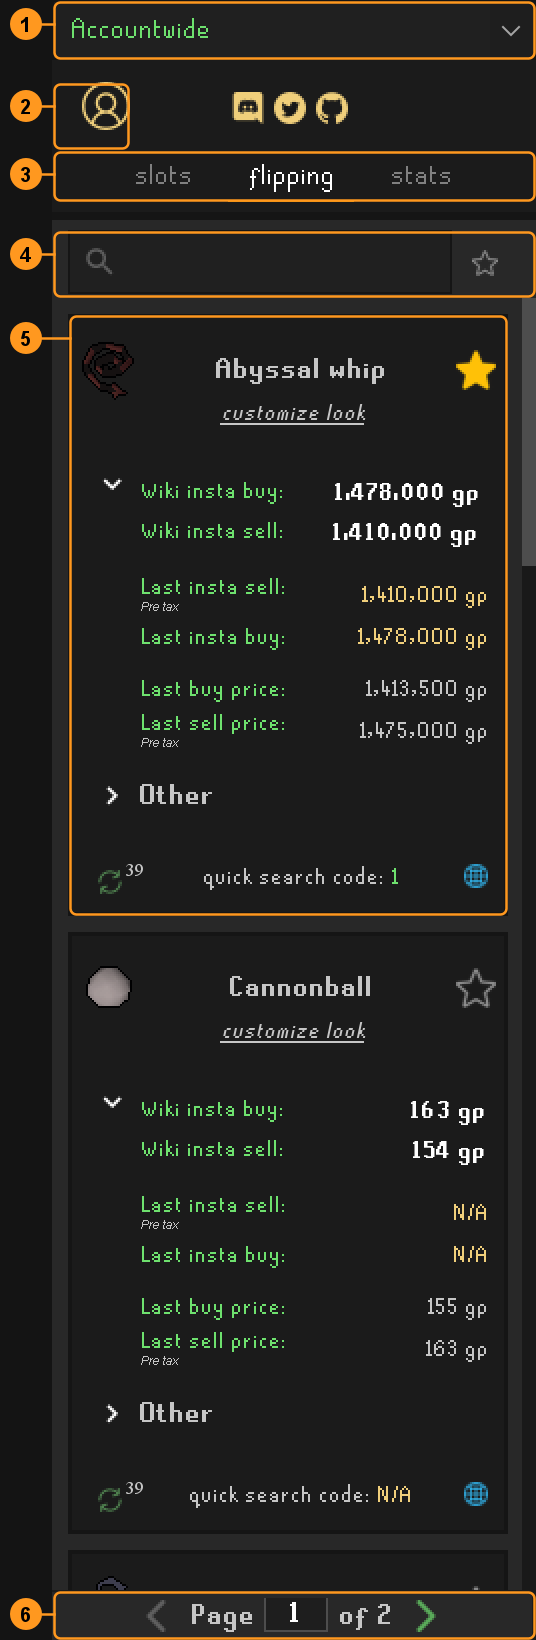 1 Accountwide
2
3 slots flipping stats
4
5
Abyssal whip
customize look
Wiki insta buy: 1,478,000 gp
Wiki insta sell: 1,410,000 gp
Last insta sell: 1,410,000 gp
Pre tax
Last insta buy: 1,478,000 gp
Last buy price: 1,413,500 gp
Last sell price: 1,475,000 gp
Pre tax
Other
39 quick search code: 1
Cannonball
customize look
Wiki insta buy: 163 gp
Wiki insta sell: 154 gp
Last insta sell: N/A
Pre tax
Last insta buy: N/A
Last buy price: 155 gp
Last sell price: 163 gp
Pre tax
Other
39 quick search code: N/A
6 Page 1 of 2